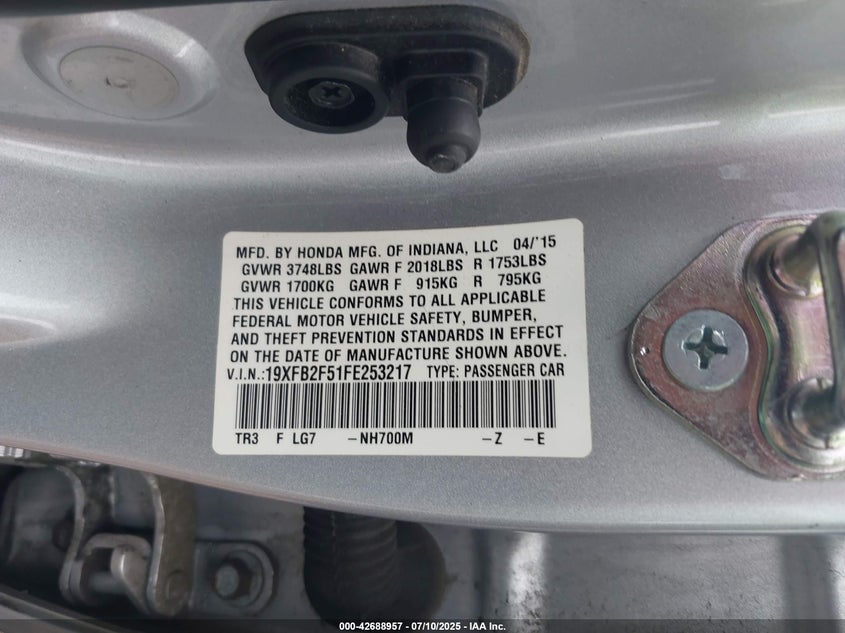 MFD. BY HONDA MFG. OF INDIANA, LLC 04/'15
GVWR 3748LBS GAWR F 2018LBS R 1753LBS
GVWR 1700KG GAWR F 915KG R 795KG
THIS VEHICLE CONFORMS TO ALL APPLICABLE
FEDERAL MOTOR VEHICLE SAFETY, BUMPER,
AND THEFT PREVENTION STANDARDS IN EFFECT
ON THE DATE OF MANUFACTURE SHOWN ABOVE.
V.I.N.:19XFB2F51FE253217 TYPE: PASSENGER CAR
TR3 F LG7 -NH700M -Z -E
000-42688957 / 07/10/2025 - IAA Inc.